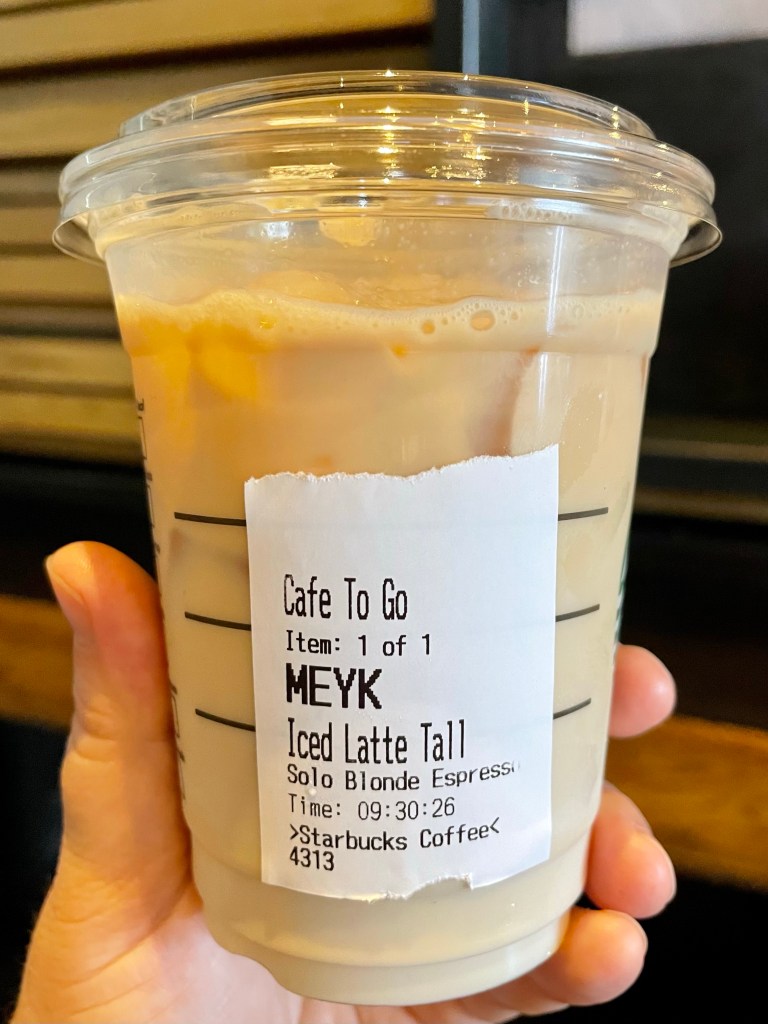 Cafe To Go
Item: 1 of 1
MEYK
Iced Latte Tall
Solo Blonde Espresso
Time: 09:30:26
>Starbucks Coffee<
4313